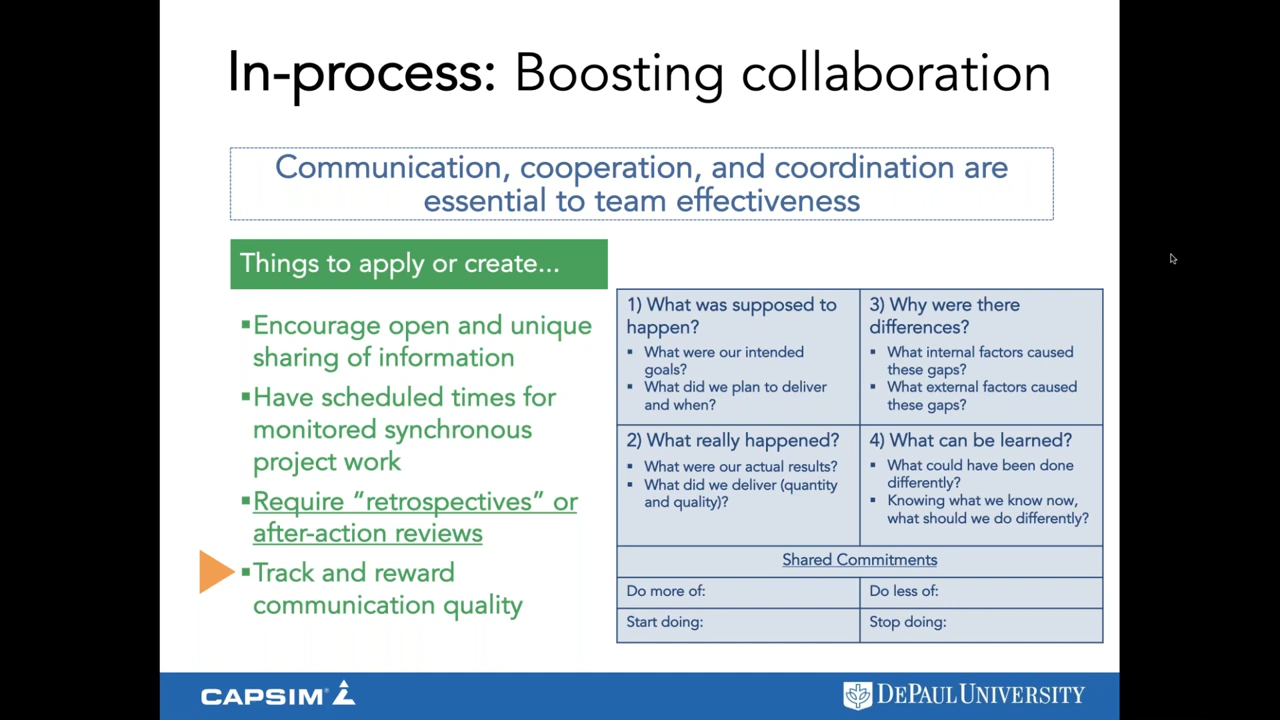 In-process: Boosting collaboration
Communication, cooperation, and coordination are
essential to team effectiveness
Things to apply or create...
▪Encourage open and unique
sharing of information
▪Have scheduled times for
monitored synchronous
project work
▪Require “retrospectives” or
after-action reviews
▪Track and reward
communication quality
1) What was supposed to
happen?
▪ What were our intended
goals?
▪ What did we plan to deliver
and when?
3) Why were there
differences?
▪ What internal factors caused
these gaps?
▪ What external factors caused
these gaps?
2) What really happened?
▪ What were our actual results?
▪ What did we deliver (quantity
and quality)?
4) What can be learned?
▪ What could have been done
differently?
▪ Knowing what we know now,
what should we do differently?
Shared Commitments
Do more of:
Do less of:
Start doing:
Stop doing:
CAPSIM®
DEPAUL UNIVERSITY